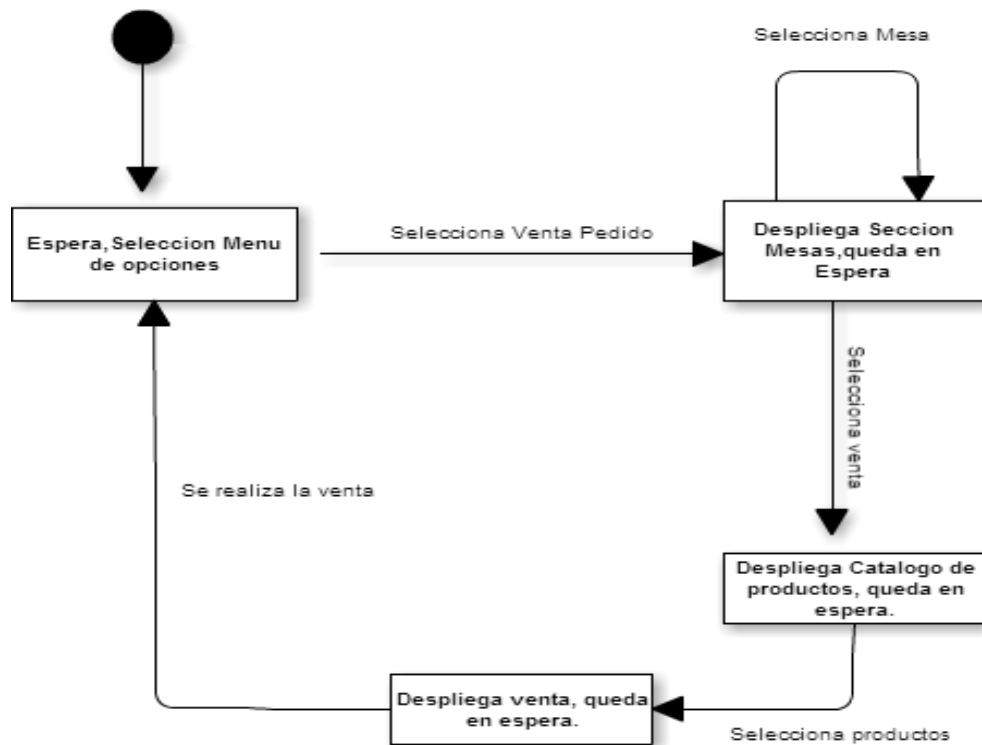 Selecciona Mesa
Espera,Seleccion Menu
de opciones
Selecciona Venta Pedido
Despliega Seccion
Mesas,queda en
Espera
Selecciona venta
Se realiza la venta
Despliega Catalogo de
productos, queda en
espera.
Despliega venta, queda
en espera.
Selecciona productos